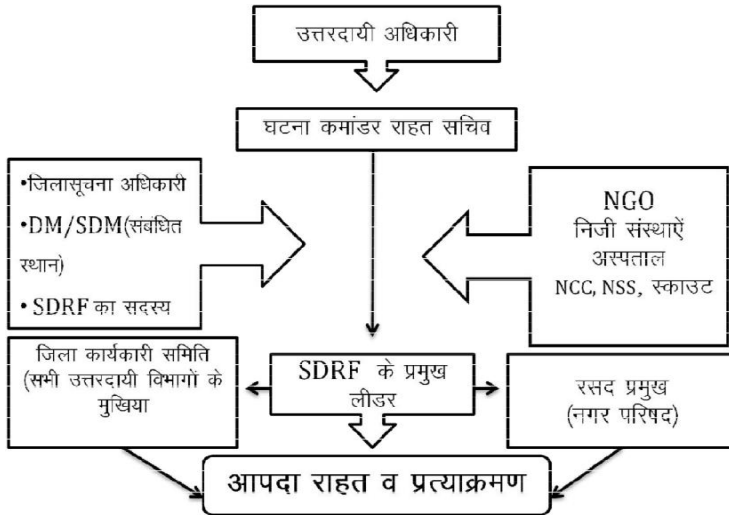 उत्तरदायी अधिकारी
घटना कमांडर राहत सचिव
•जिलासूचना अधिकारी
•DM/SDM(संबंधित
स्थान)
• SDRF का सदस्य
NGO
निजी संस्थाऐं
अस्पताल
NCC, NSS, स्काउट
जिला कार्यकारी समिति
(सभी उत्तरदायी विभागों के
मुखिया
SDRF के प्रमुख
लीडर
रसद प्रमुख
(नगर परिषद)
आपदा राहत व प्रत्याक्रमण